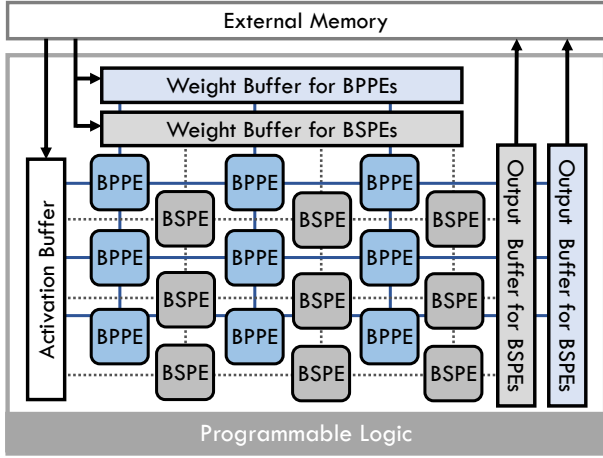 External Memory
Weight Buffer for BPPEs
Weight Buffer for BSPEs
Activation Buffer
BPPE BPPE BPPE
BSPE BSPE BSPE
BPPE BPPE BPPE
BSPE BSPE BSPE
BPPE BPPE BPPE
BSPE BSPE BSPE
Output Buffer for BSPEs
Output Buffer for BSPEs
Programmable Logic